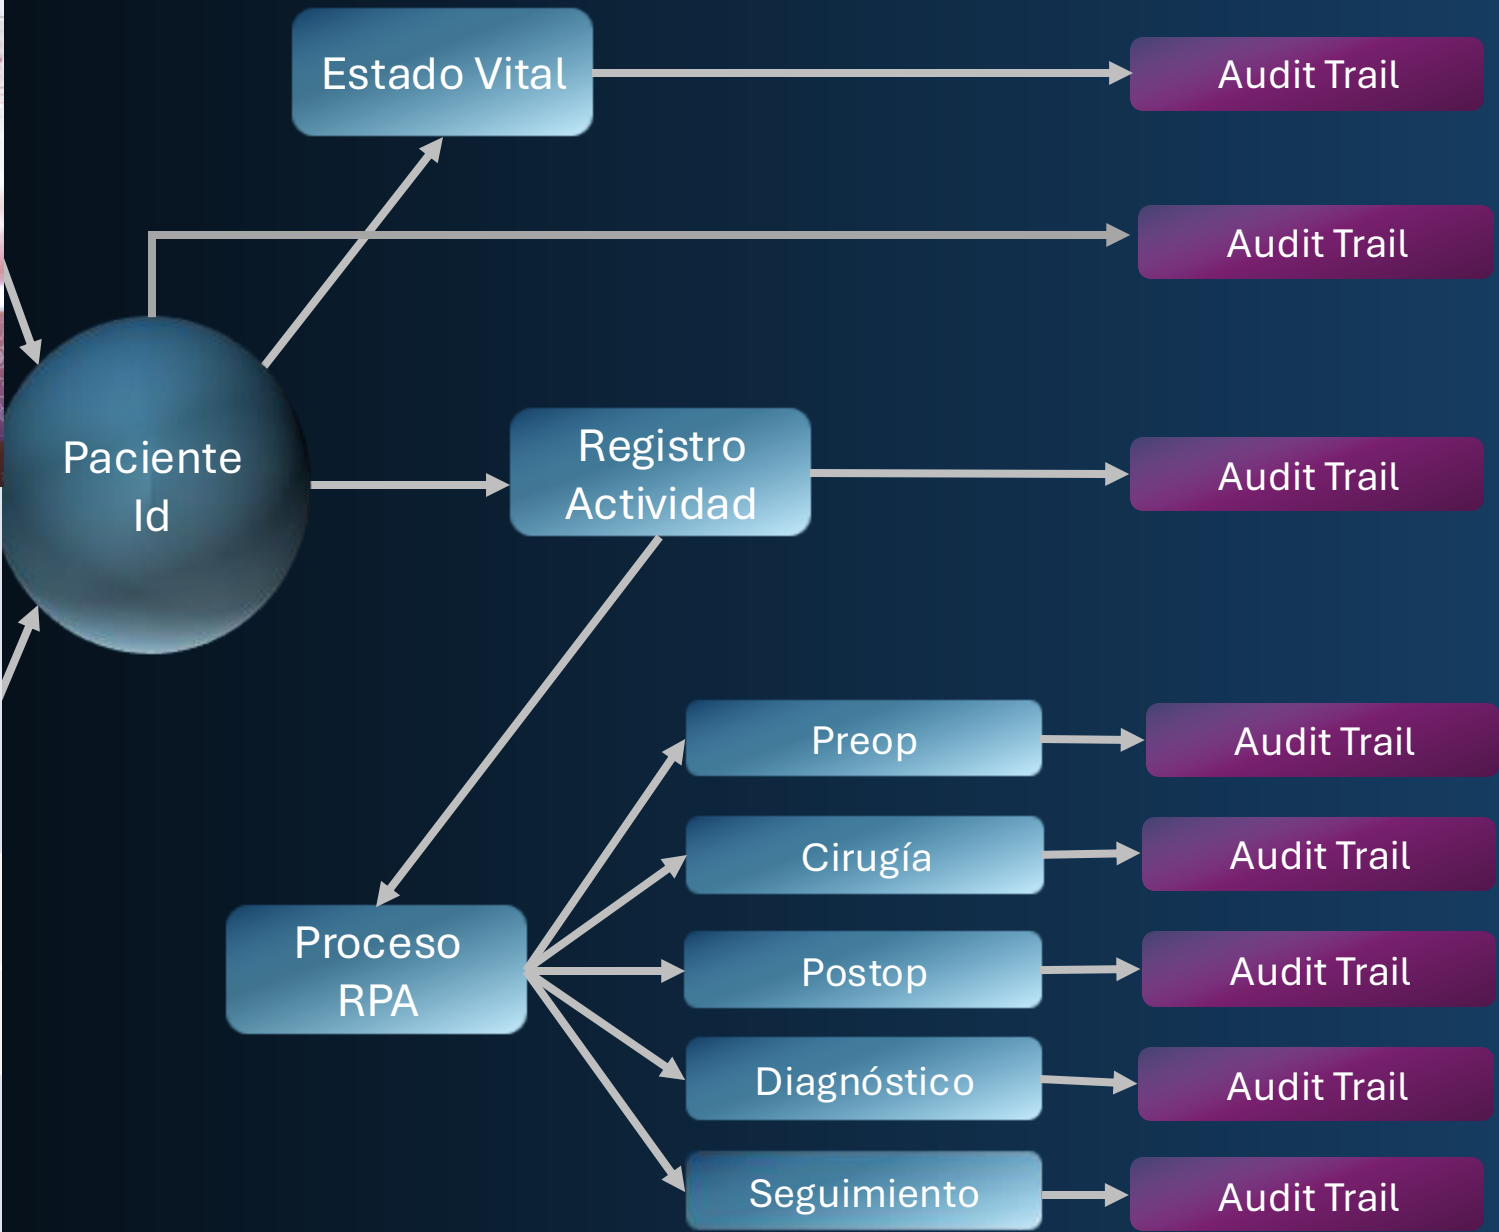 Estado Vital
Audit Trail
Audit Trail
Paciente
Id
Registro
Actividad
Audit Trail
Preop
Audit Trail
Cirugía
Audit Trail
Proceso
RPA
Postop
Audit Trail
Diagnóstico
Audit Trail
Seguimiento
Audit Trail